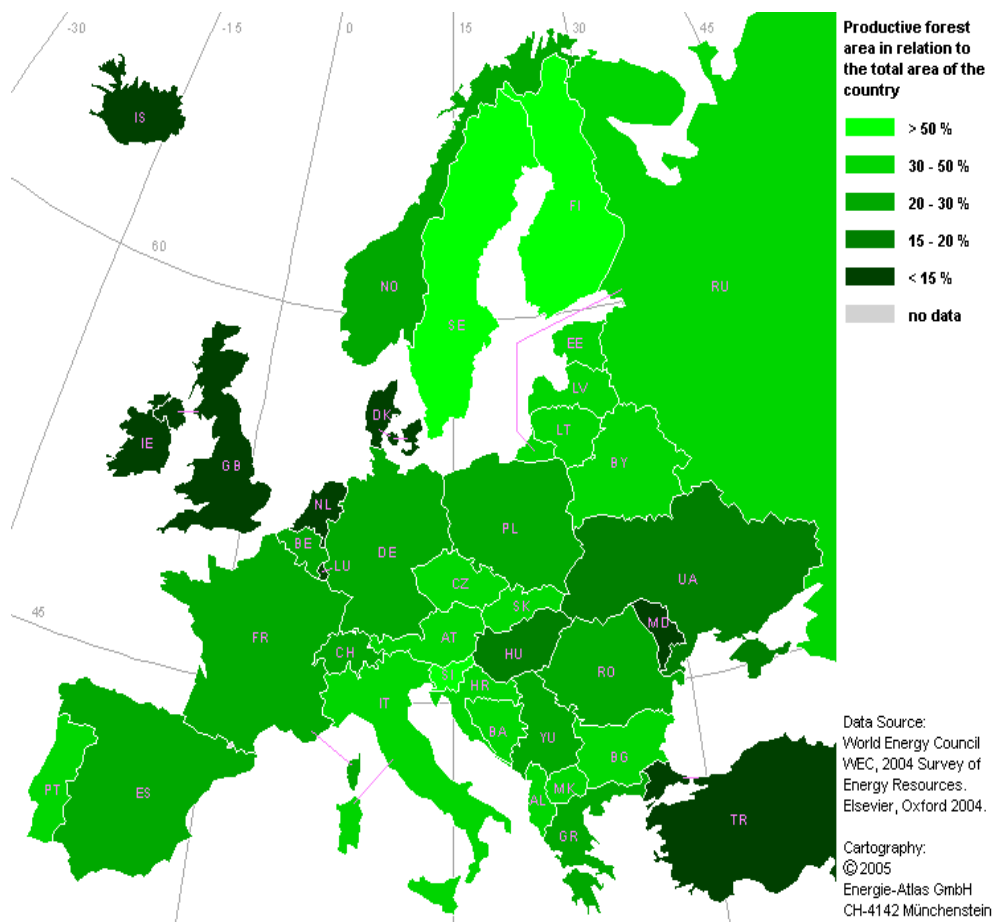 -30
-15
0
15
30
45
60
45
IS
NO
SE
FI
RU
EE
LV
LT
BY
DK
IE
GB
NL
BE
LU
DE
PL
CZ
SK
UA
MD
FR
CH
AT
HU
RO
SI
HR
IT
BA
YU
BG
PT
ES
AL
MK
GR
TR
Productive forest
area in relation to
the total area of the
country
> 50 %
30 - 50 %
20 - 30 %
15 - 20 %
< 15 %
no data
Data Source:
World Energy Council
WEC, 2004 Survey of
Energy Resources.
Elsevier, Oxford 2004.
Cartography:
© 2005
Energie-Atlas GmbH
CH-4142 Münchenstein